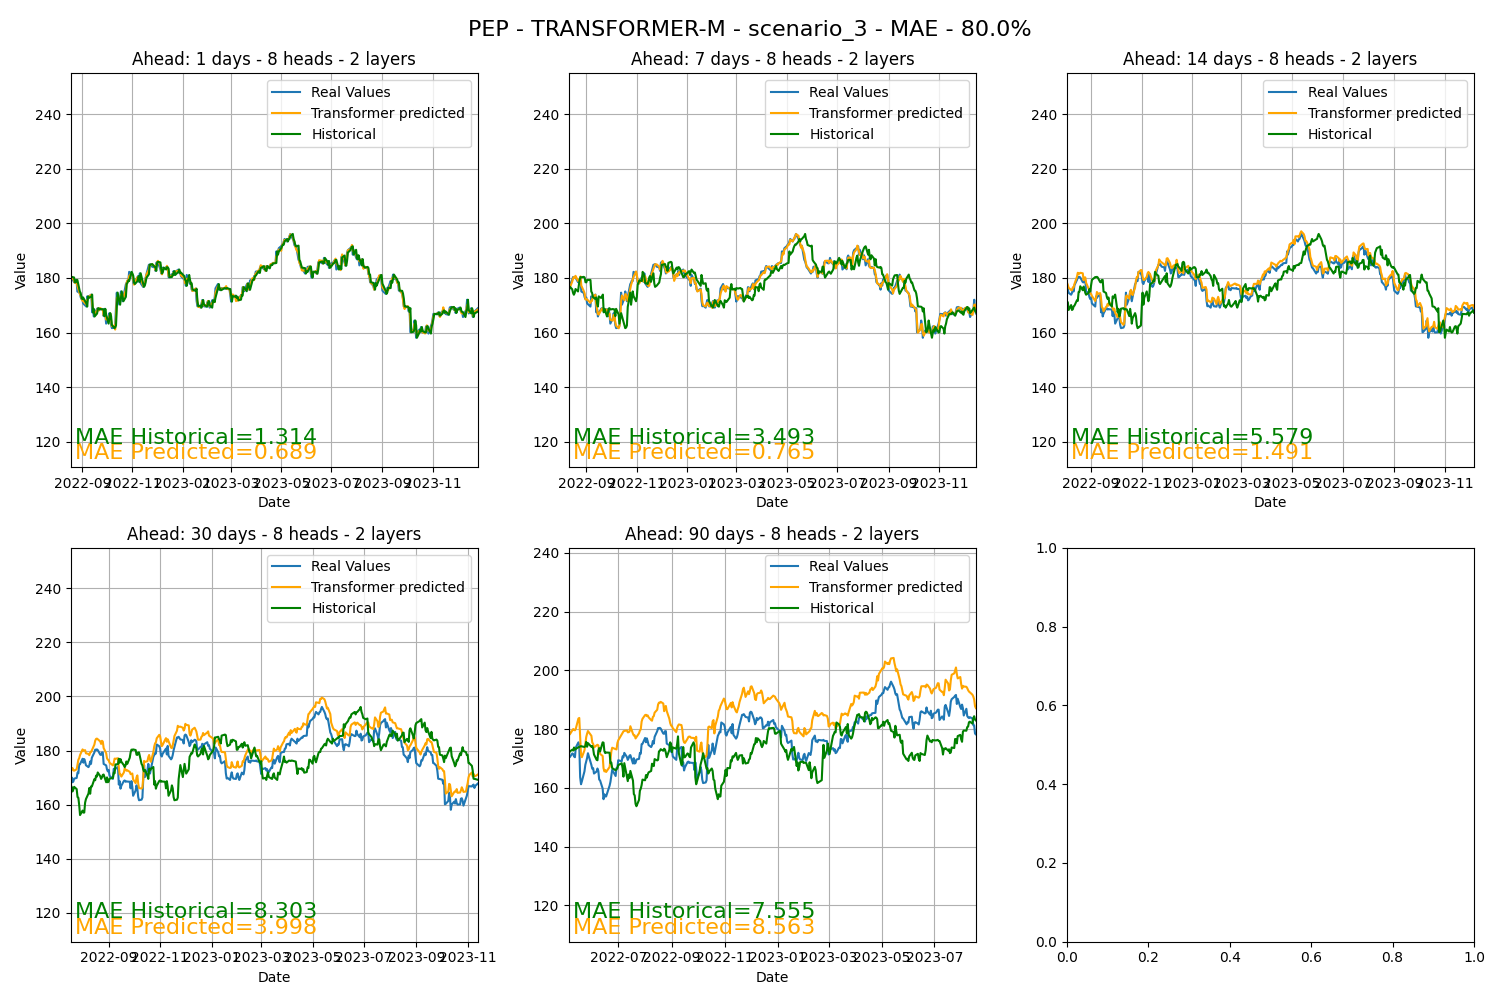 PEP - TRANSFORMER-M - scenario_3 - MAE - 80.0%
Ahead: 1 days - 8 heads - 2 layers
Real Values
Transformer predicted
Historical
240
220
200
180
160
140
120
Value
MAE Historical=1.314
MAE Predicted=0.689
2022-09 2022-11 2023-01 2023-03 2023-05 2023-07 2023-09 2023-11
Date
Ahead: 7 days - 8 heads - 2 layers
Real Values
Transformer predicted
Historical
240
220
200
180
160
140
120
Value
MAE Historical=3.493
MAE Predicted=0.765
2022-09 2022-11 2023-01 2023-03 2023-05 2023-07 2023-09 2023-11
Date
Ahead: 14 days - 8 heads - 2 layers
Real Values
Transformer predicted
Historical
240
220
200
180
160
140
120
Value
MAE Historical=5.579
MAE Predicted=1.491
2022-09 2022-11 2023-01 2023-03 2023-05 2023-07 2023-09 2023-11
Date
Ahead: 30 days - 8 heads - 2 layers
Real Values
Transformer predicted
Historical
240
220
200
180
160
140
120
Value
MAE Historical=8.303
MAE Predicted=3.998
2022-09 2022-11 2023-01 2023-03 2023-05 2023-07 2023-09 2023-11
Date
Ahead: 90 days - 8 heads - 2 layers
Real Values
Transformer predicted
Historical
240
220
200
180
160
140
120
Value
MAE Historical=7.555
MAE Predicted=8.563
2022-07 2022-09 2022-11 2023-01 2023-03 2023-05 2023-07
Date
1.0
0.8
0.6
0.4
0.2
0.0
0.0 0.2 0.4 0.6 0.8 1.0